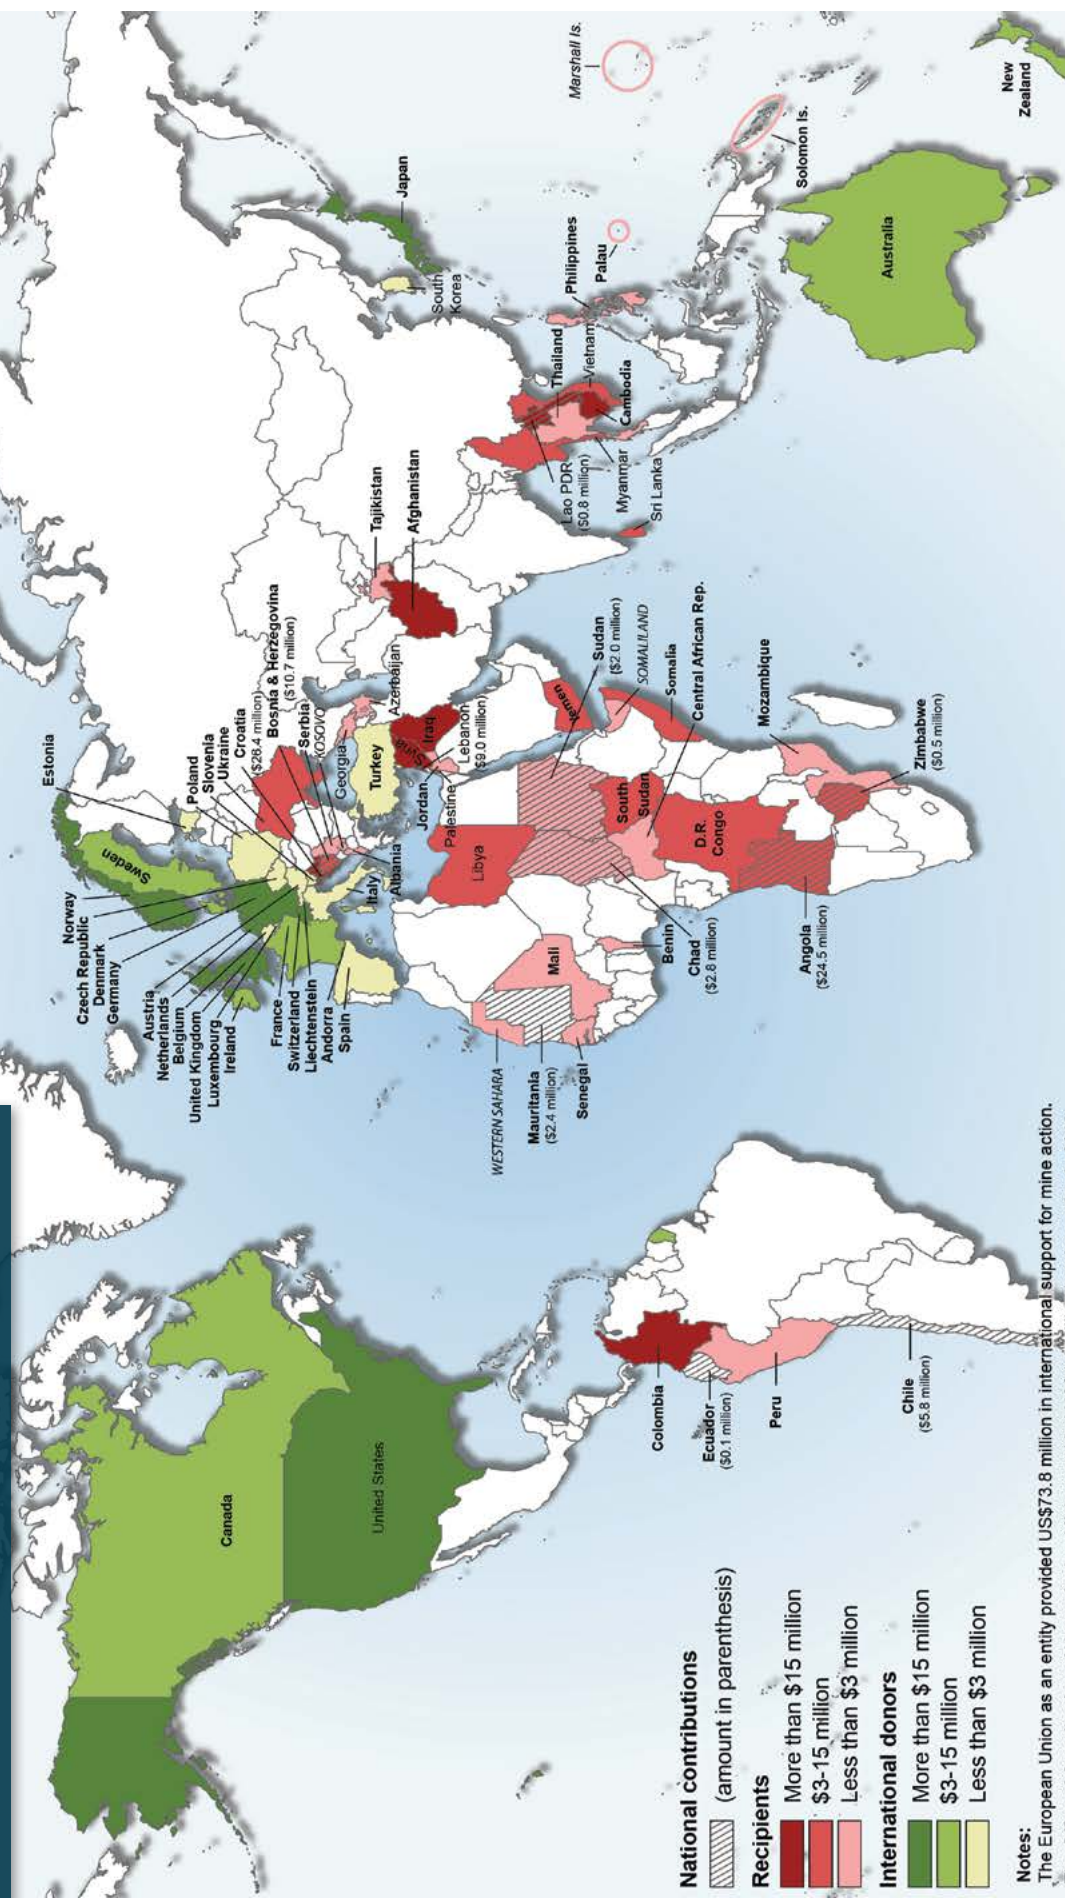 Marshall Is.
New
Zealand
Solomon Is.
Japan
Philippines
Palau
Australia
South
Korea
Thailand
Vietnam
Cambodia
Lao PDR
($0.8 million)
Myanmar
Sri Lanka
Tajikistan
Afghanistan
Estonia
Poland
Slovenia
Ukraine
Croatia
($26.4 million)
Bosnia & Herzegovina
($10.7 million)
Serbia
KOSOVO
Georgia
Azerbaijan
Turkey
Syria
Iraq
Jordan
Palestine
Lebanon
($9.0 million)
Yemen
Sudan
($2.0 million)
SOMALILAND
Somalia
Central African Rep.
Mozambique
Zimbabwe
($0.5 million)
Sweden
Norway
Czech Republic
Denmark
Germany
Austria
Netherlands
Belgium
United Kingdom
Luxembourg
Ireland
France
Switzerland
Liechtenstein
Andorra
Spain
Italy
Albania
Libya
South
Sudan
D.R.
Congo
Mali
Benin
Chad
($2.8 million)
Angola
($24.5 million)
WESTERN SAHARA
Mauritania
($2.4 million)
Senegal
Canada
United States
Colombia
Ecuador
($0.1 million)
Peru
Chile
($5.8 million)
National contributions
(amount in parenthesis)
Recipients
More than $15 million
$3-15 million
Less than $3 million
International donors
More than $15 million
$3-15 million
Less than $3 million
Notes:
The European Union as an entity provided US$73.8 million in international support for mine action.